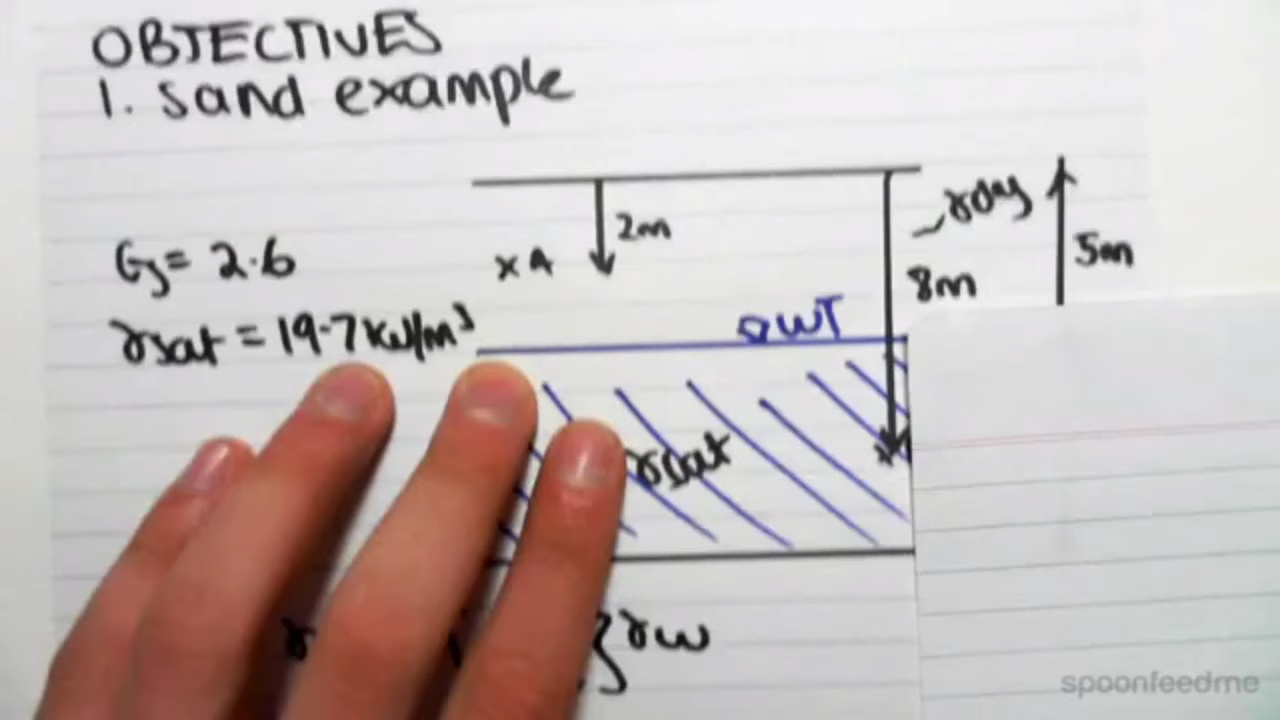 OBJECTIVES
1. Sand example
2m
γdry
5m
Gs = 2.6
x A
8m
γsat = 19.7 kN/m³
WT
γsat
γw
spoonfeedme